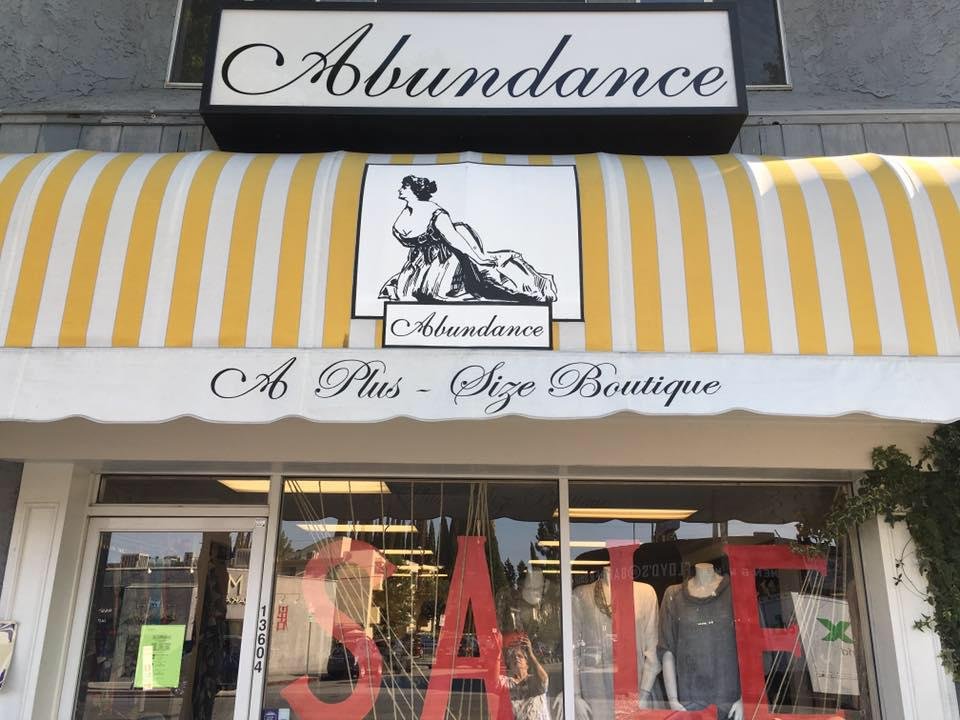 Abundance
Abundance
A Plus - Size Boutique
SALE
13604